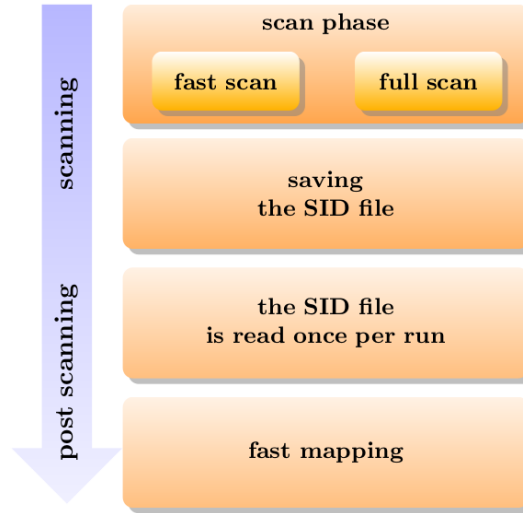 scan phase
fast scan
full scan
scanning
saving
the SID file
the SID file
is read once per run
post scanning
fast mapping